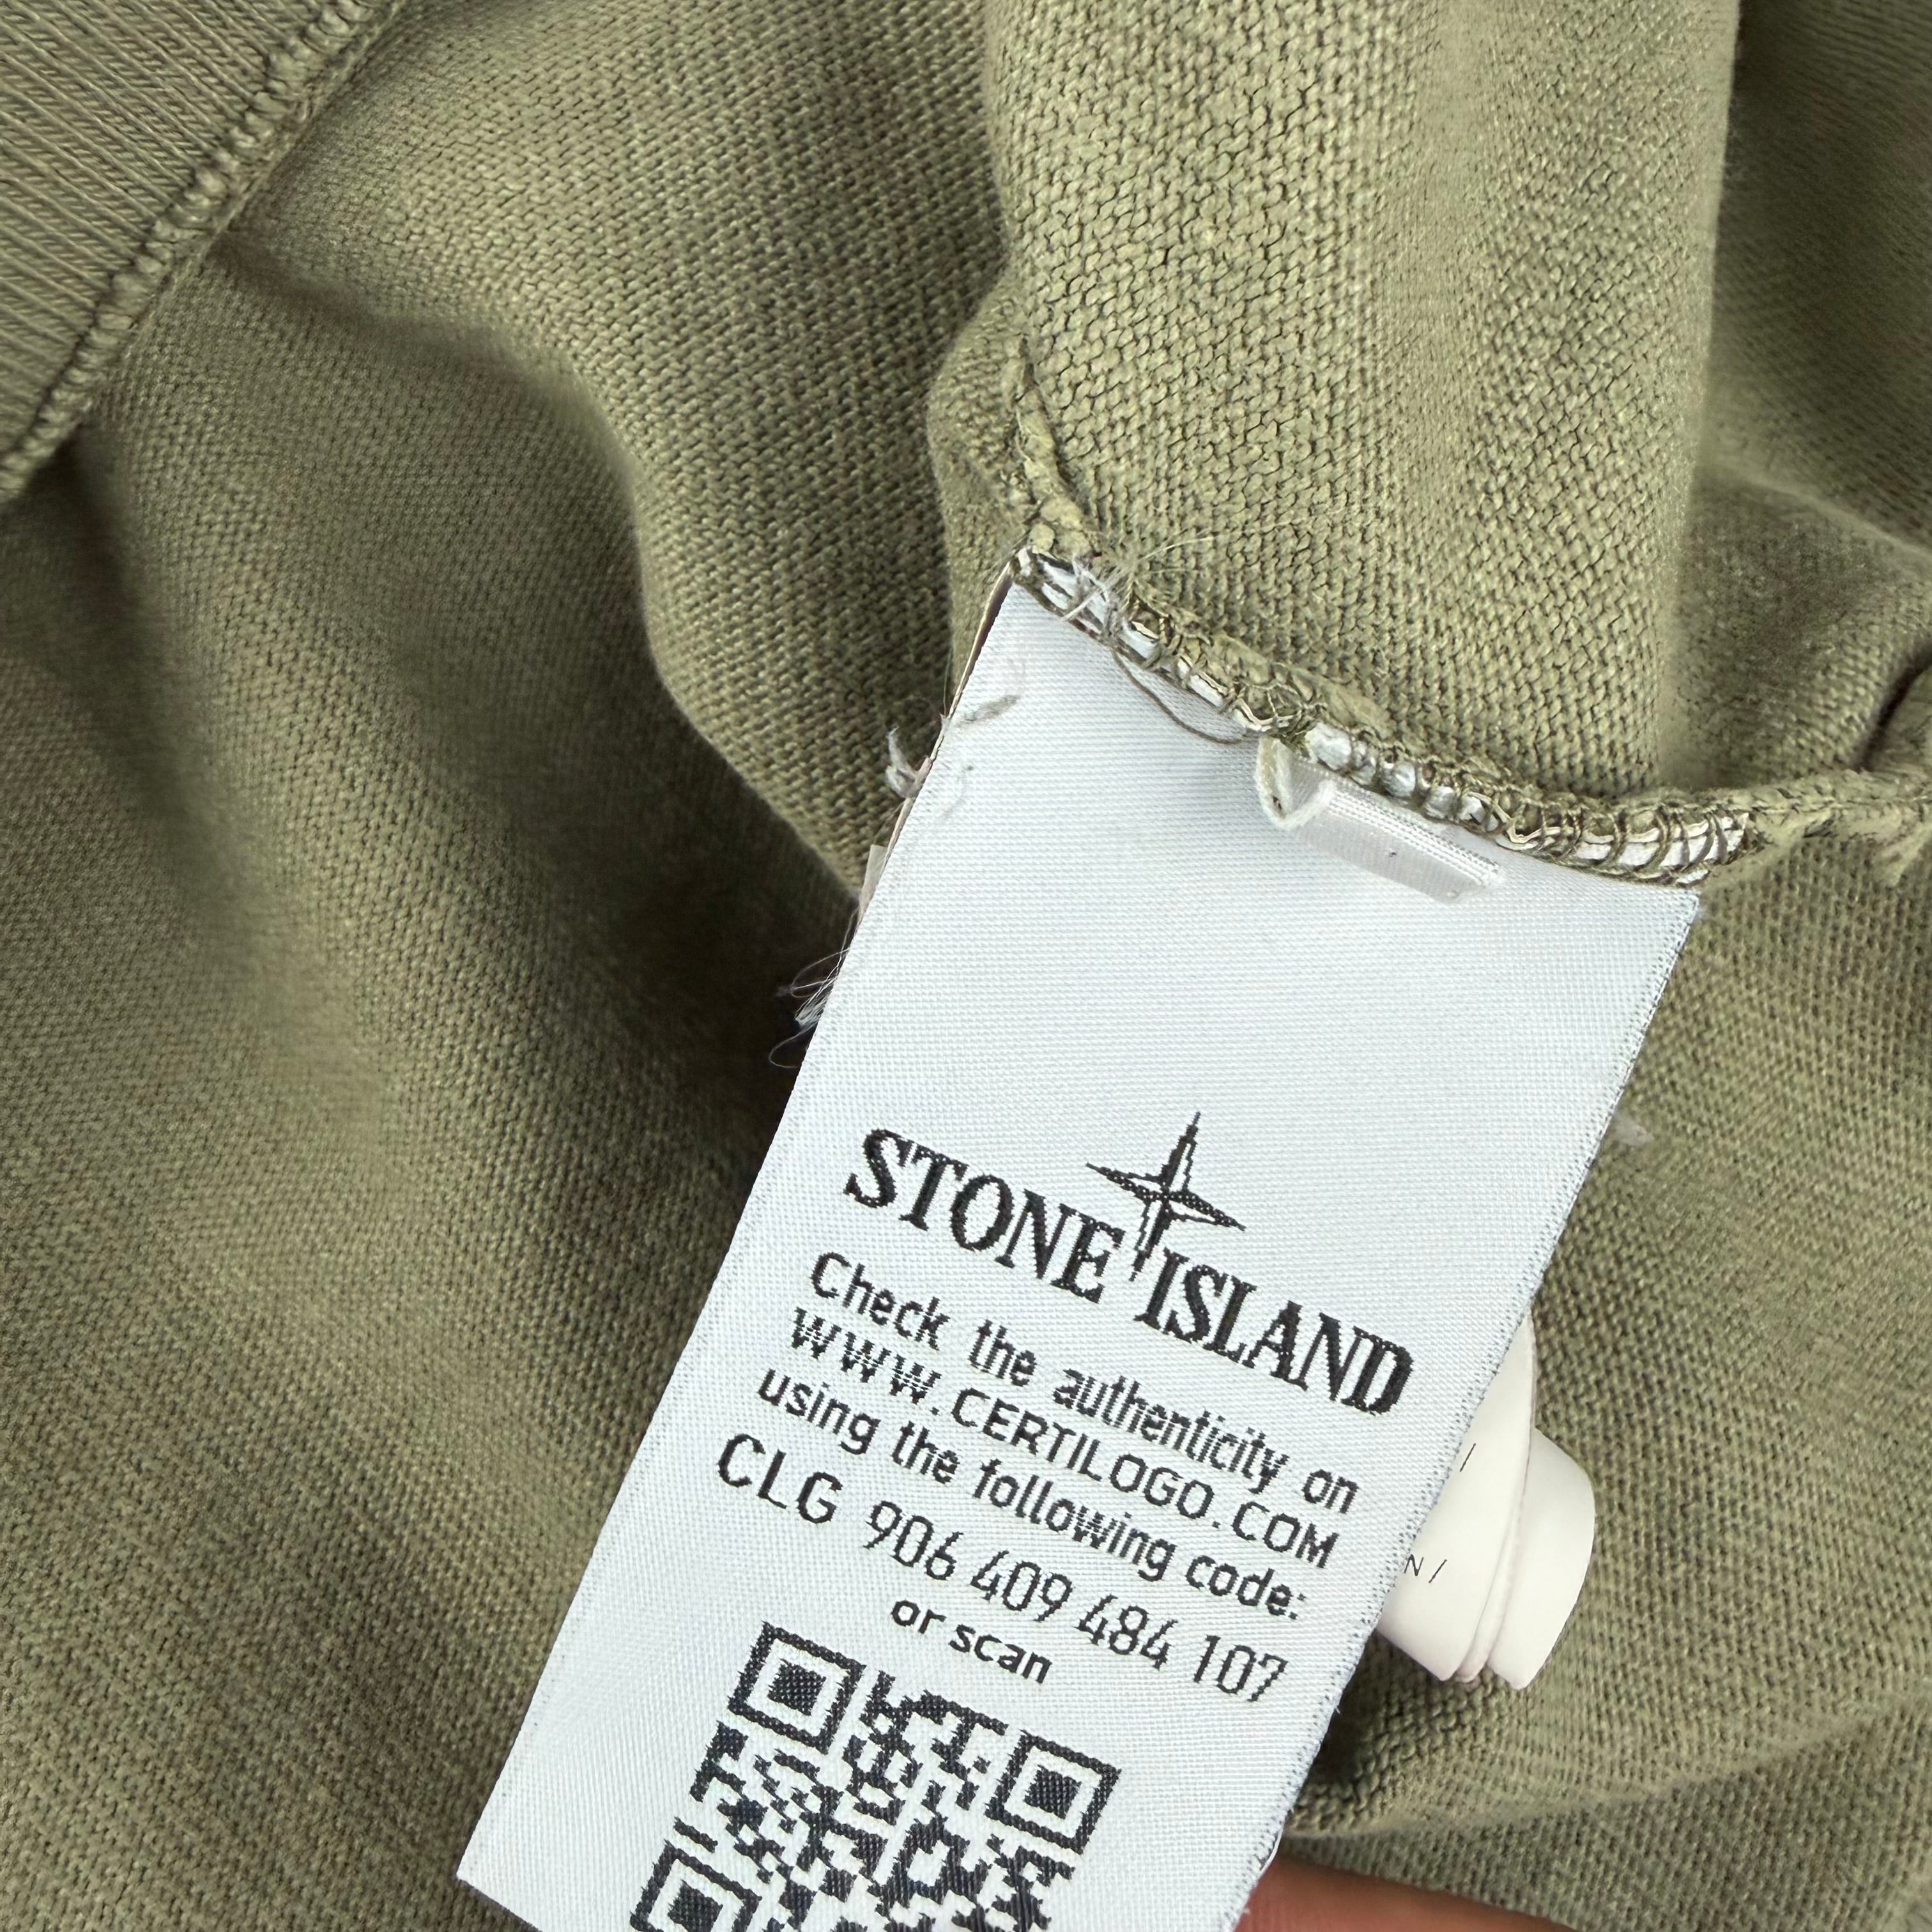 STONE ISLAND
Check the authenticity on
WWW.CERTILOGO.COM
using the following code:
CLG 906 409 484 107
or scan
N/